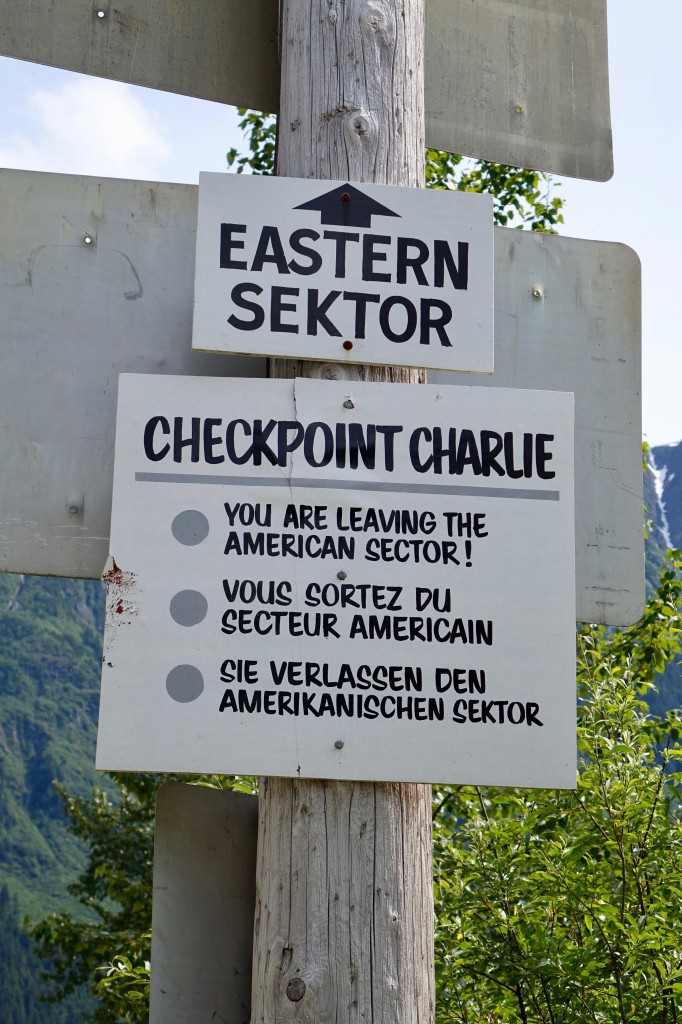 EASTERN
SEKTOR
CHECKPOINT CHARLIE
YOU ARE LEAVING THE
AMERICAN SECTOR!
VOUS SORTEZ DU
SECTEUR AMERICAIN
SIE VERLASSEN DEN
AMERIKANISCHEN SEKTOR